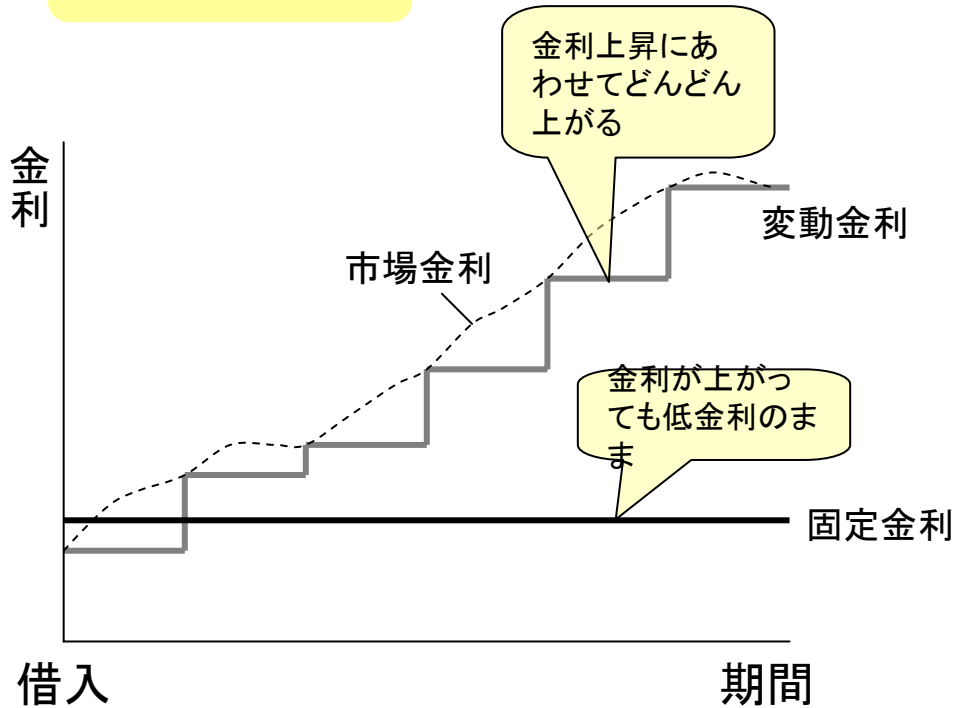 金利上昇にあ
わせてどんどん
上がる
金利
変動金利
市場金利
金利が上がっ
ても低金利のま
ま
固定金利
借入
期間